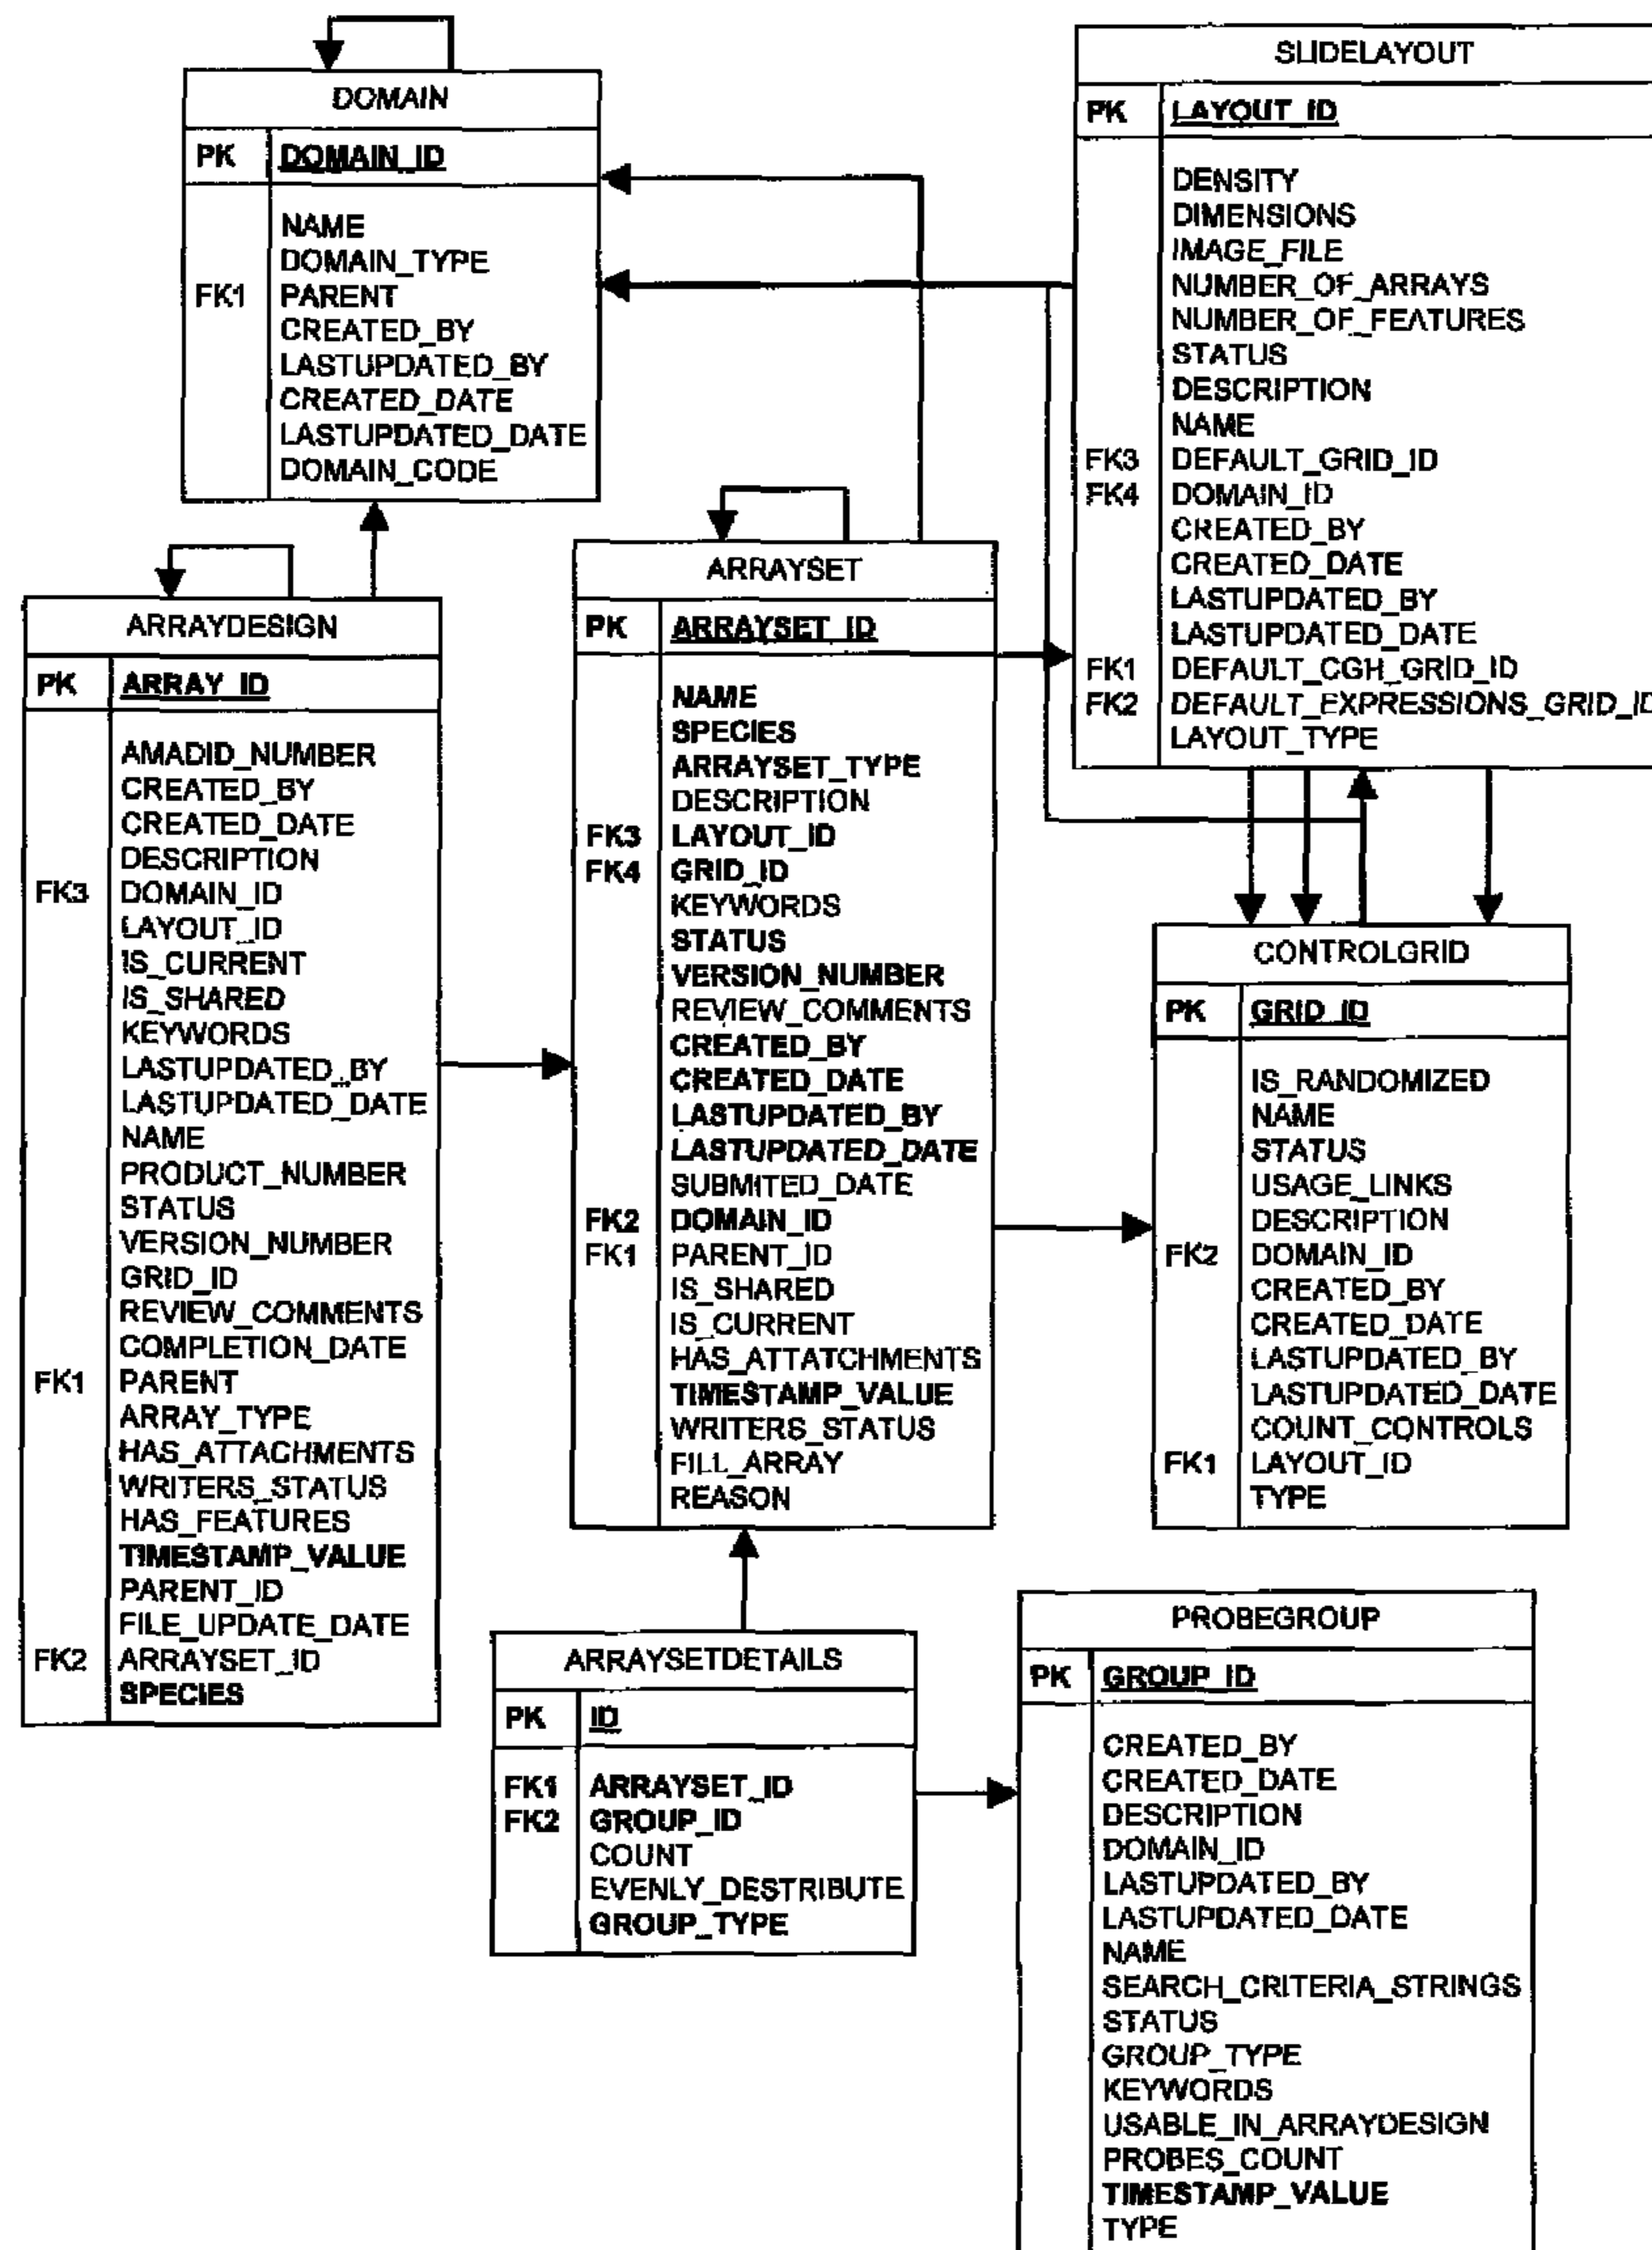 DOMAIN
PK DOMAIN_ID
NAME
DOMAIN_TYPE
FK1 PARENT
CREATED_BY
LASTUPDATED_BY
CREATED_DATE
LASTUPDATED_DATE
DOMAIN_CODE
SLIDELAYOUT
PK LAYOUT_ID
DENSITY
DIMENSIONS
IMAGE_FILE
NUMBER_OF_ARRAYS
NUMBER_OF_FEATURES
STATUS
DESCRIPTION
NAME
FK3 DEFAULT_GRID_ID
FK4 DOMAIN_ID
CREATED_BY
CREATED_DATE
LASTUPDATED_BY
LASTUPDATED_DATE
FK1 DEFAULT_CGH_GRID_ID
FK2 DEFAULT_EXPRESSIONS_GRID_ID
LAYOUT_TYPE
ARRAYDESIGN
PK ARRAY_ID
AMADID_NUMBER
CREATED_BY
CREATED_DATE
DESCRIPTION
FK3 DOMAIN_ID
LAYOUT_ID
IS_CURRENT
IS_SHARED
KEYWORDS
LASTUPDATED_BY
LASTUPDATED_DATE
NAME
PRODUCT_NUMBER
STATUS
VERSION_NUMBER
GRID_ID
REVIEW_COMMENTS
COMPLETION_DATE
FK1 PARENT
ARRAY_TYPE
HAS_ATTACHMENTS
WRITERS_STATUS
HAS_FEATURES
TIMESTAMP_VALUE
PARENT_ID
FILE_UPDATE_DATE
FK2 ARRAYSET_ID
SPECIES
ARRAYSET
PK ARRAYSET_ID
NAME
SPECIES
ARRAYSET_TYPE
DESCRIPTION
FK3 LAYOUT_ID
FK4 GRID_ID
KEYWORDS
STATUS
VERSION_NUMBER
REVIEW_COMMENTS
CREATED_BY
CREATED_DATE
LASTUPDATED_BY
LASTUPDATED_DATE
SUBMITED_DATE
FK2 DOMAIN_ID
FK1 PARENT_ID
IS_SHARED
IS_CURRENT
HAS_ATTATCHMENTS
TIMESTAMP_VALUE
WRITERS_STATUS
FILL_ARRAY
REASON
CONTROLGRID
PK GRID_ID
IS_RANDOMIZED
NAME
STATUS
USAGE_LINKS
DESCRIPTION
FK2 DOMAIN_ID
CREATED_BY
CREATED_DATE
LASTUPDATED_BY
LASTUPDATED_DATE
COUNT_CONTROLS
FK1 LAYOUT_ID
TYPE
ARRAYSETDETAILS
PK ID
FK1 ARRAYSET_ID
FK2 GROUP_ID
COUNT
EVENLY_DESTRIBUTE
GROUP_TYPE
PROBEGROUP
PK GROUP_ID
CREATED_BY
CREATED_DATE
DESCRIPTION
DOMAIN_ID
LASTUPDATED_BY
LASTUPDATED_DATE
NAME
SEARCH_CRITERIA_STRINGS
STATUS
GROUP_TYPE
KEYWORDS
USABLE_IN_ARRAYDESIGN
PROBES_COUNT
TIMESTAMP_VALUE
TYPE